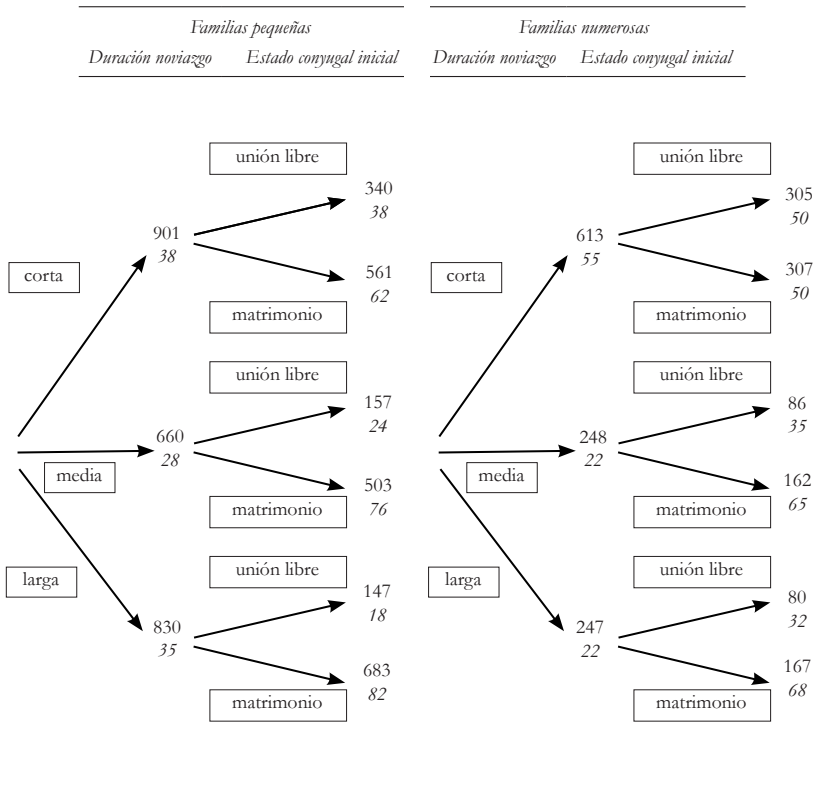 Familias pequeñas
Duración noviazgo Estado conyugal inicial
unión libre
340
38
901
38
corta
561
62
matrimonio
unión libre
157
24
660
28
media
503
76
matrimonio
unión libre
larga
147
18
830
35
683
82
matrimonio
Familias numerosas
Duración noviazgo Estado conyugal inicial
unión libre
305
50
613
55
corta
307
50
matrimonio
unión libre
86
35
248
22
media
162
65
matrimonio
unión libre
larga
80
32
247
22
167
68
matrimonio